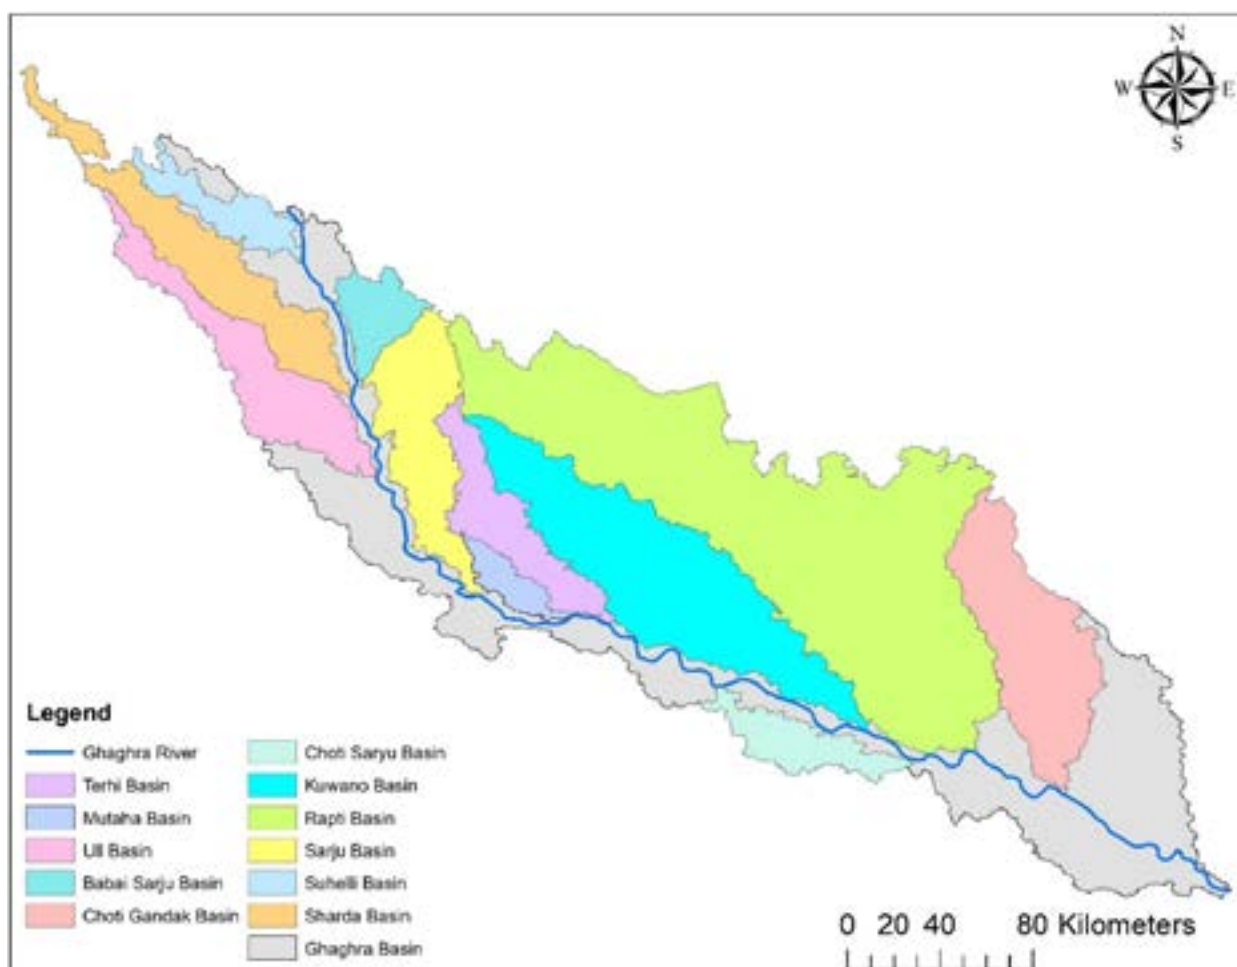 N
W E
S
Legend
Ghaghra River
Terhi Basin
Mutaha Basin
Ull Basin
Babai Sarju Basin
Choti Gandak Basin
Choti Saryu Basin
Kuwano Basin
Rapti Basin
Sarju Basin
Suhelli Basin
Sharda Basin
Ghaghra Basin
0 20 40 80 Kilometers